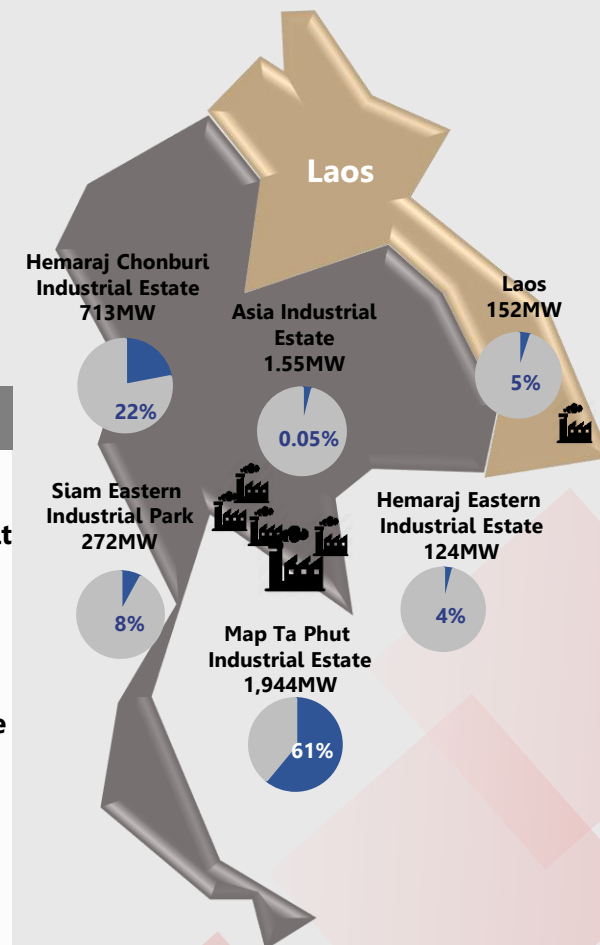 Laos
Hemaraj Chonburi
Industrial Estate
713MW
22%
Asia Industrial
Estate
1.55MW
0.05%
Laos
152MW
5%
Siam Eastern
Industrial Park
272MW
8%
Hemaraj Eastern
Industrial Estate
124MW
4%
Map Ta Phut
Industrial Estate
1,944MW
61%